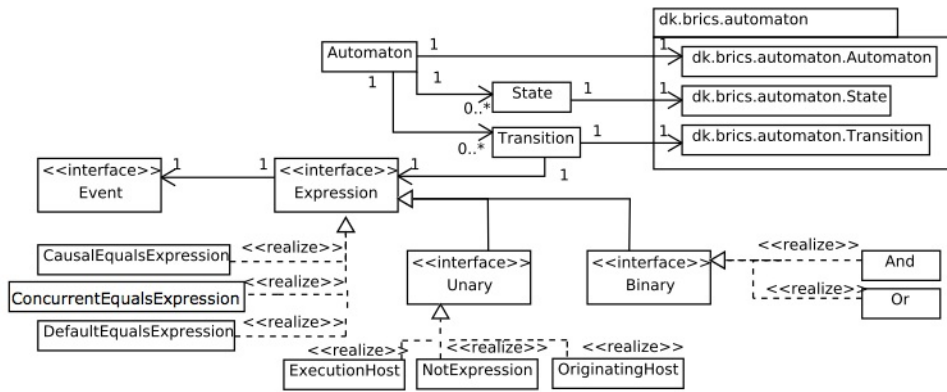 dk.brics.automaton
Automaton
1
1
dk.brics.automaton.Automaton
1
1
State
1
1
dk.brics.automaton.State
0..*
Transition
1
1
dk.brics.automaton.Transition
0..*
1
<<interface>>
Event
1
1
<<interface>>
Expression
1
<<realize>>
CausalEqualsExpression
<<realize>>
ConcurrentEqualsExpression
<<realize>>
DefaultEqualsExpression
<<interface>>
Unary
<<interface>>
Binary
<<realize>>
And
<<realize>>
Or
<<realize>>
<<realize>>
<<realize>>
ExecutionHost
NotExpression
OriginatingHost